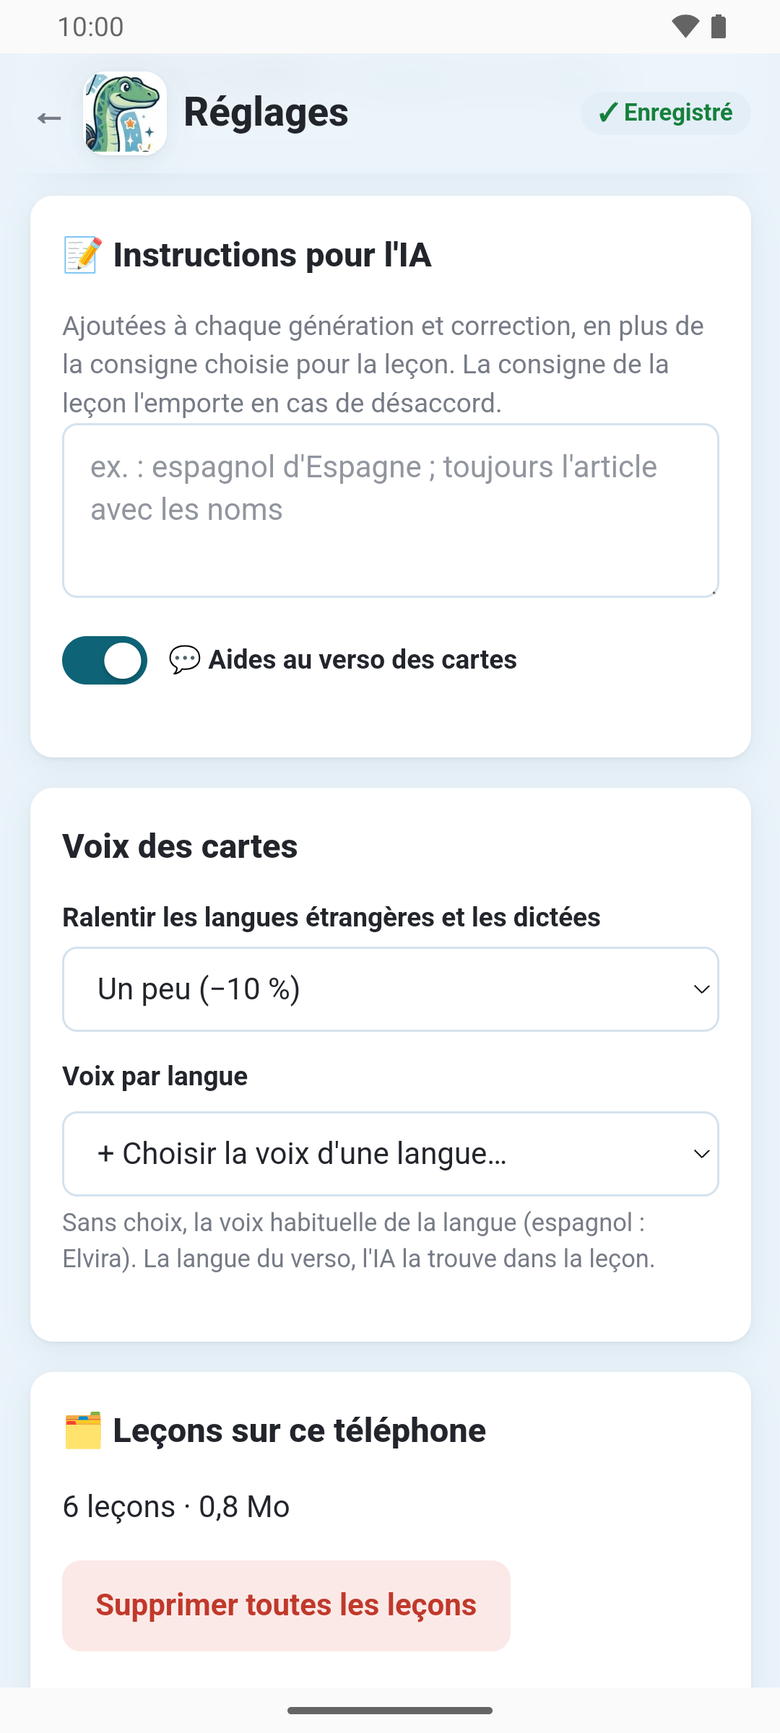 10:00
← Réglages ✓ Enregistré
📝 Instructions pour l'IA
Ajoutées à chaque génération et correction, en plus de
la consigne choisie pour la leçon. La consigne de la
leçon l'emporte en cas de désaccord.
ex. : espagnol d'Espagne ; toujours l'article
avec les noms
💬 Aides au verso des cartes
Voix des cartes
Ralentir les langues étrangères et les dictées
Un peu (−10 %)
Voix par langue
+ Choisir la voix d'une langue…
Sans choix, la voix habituelle de la langue (espagnol :
Elvira). La langue du verso, l'IA la trouve dans la leçon.
🗂️ Leçons sur ce téléphone
6 leçons · 0,8 Mo
Supprimer toutes les leçons